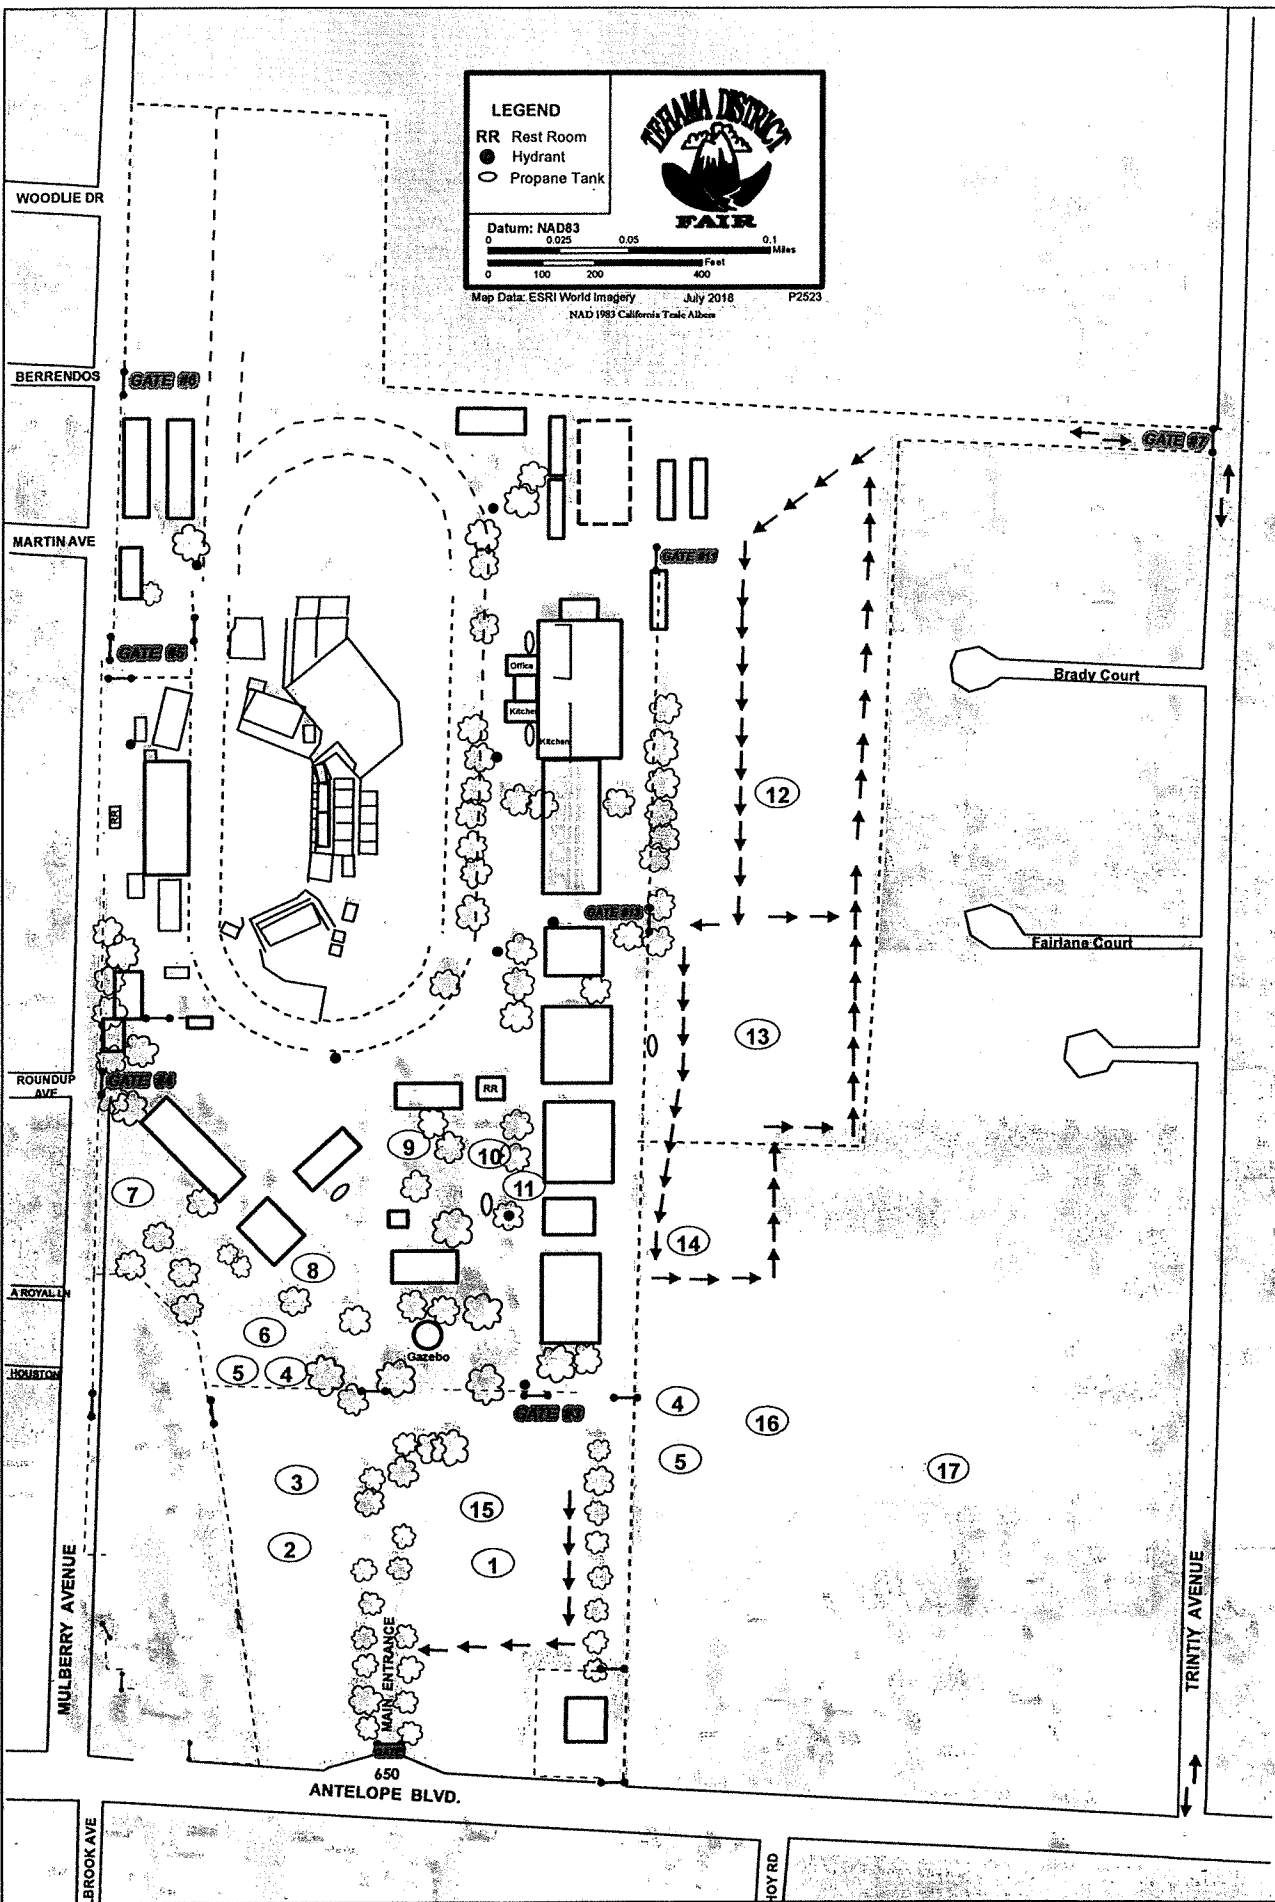 LEGEND
RR Rest Room
Hydrant
Propane Tank
TEHAMA DISTRICT
FAIR
Datum: NAD83
0 0.025 0.05 0.1
Miles
Feet
0 100 200 400
Map Data: ESRI World Imagery July 2018 P2523
NAD 1983 California Teale Albers
WOODLIE DR
BERRENDOS
GATE #6
GATE #7
MARTIN AVE
GATE #5
Office
Kitchen
Kitchen
Brady Court
RR
12
Fairlane Court
13
ROUNDUP
AVE
GATE #4
RR
9
10
11
7
14
8
A ROYAL LN
6
Gazebo
HOUSTON
5
4
GATE #3
4
16
5
17
3
15
2
1
MULBERRY AVENUE
MAIN ENTRANCE
TRINTIY AVENUE
650
ANTELOPE BLVD.
LBROOK AVE
HOY RD